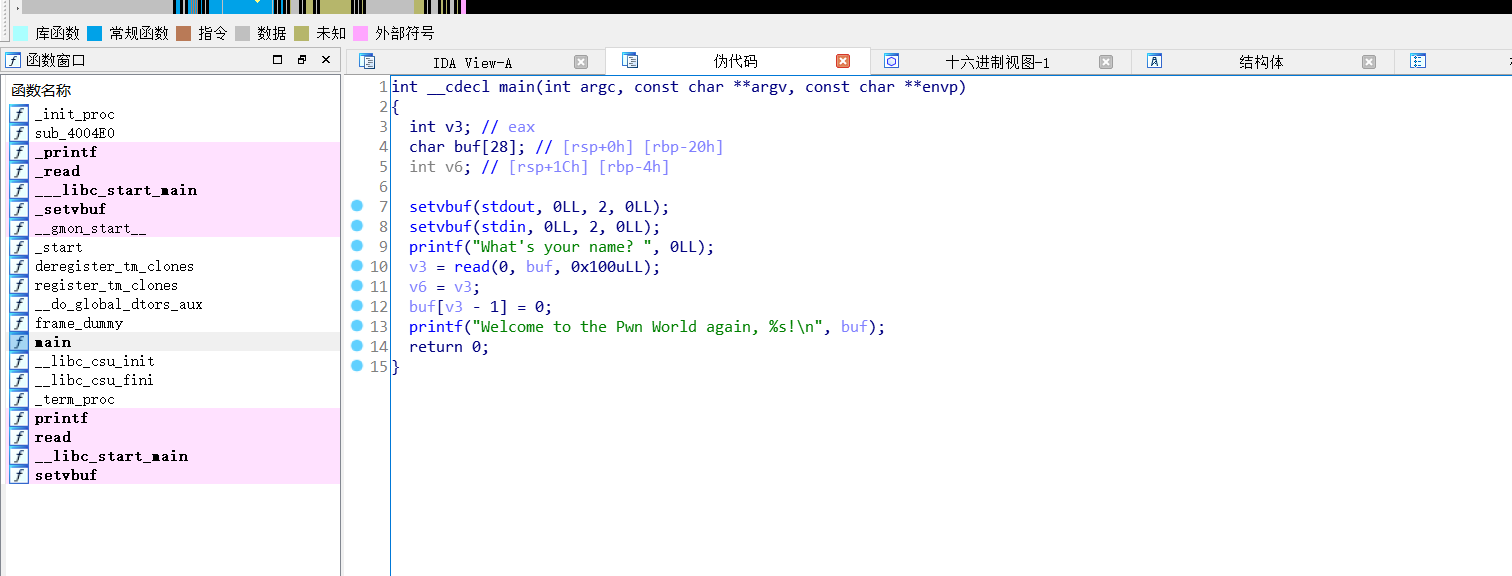 库函数 常规函数 指令 数据 未知 外部符号
函数窗口
函数名称
_init_proc
sub_4004E0
_printf
_read
___libc_start_main
_setvbuf
__gmon_start__
_start
deregister_tm_clones
register_tm_clones
__do_global_dtors_aux
frame_dummy
main
__libc_csu_init
__libc_csu_fini
_term_proc
printf
read
__libc_start_main
setvbuf
IDA View-A 伪代码 十六进制视图-1 结构体
1 int __cdecl main(int argc, const char **argv, const char **envp)
2 {
3 int v3; // eax
4 char buf[28]; // [rsp+0h] [rbp-20h]
5 int v6; // [rsp+1Ch] [rbp-4h]
6
7 setvbuf(stdout, 0LL, 2, 0LL);
8 setvbuf(stdin, 0LL, 2, 0LL);
9 printf("What's your name? ", 0LL);
10 v3 = read(0, buf, 0x100uLL);
11 v6 = v3;
12 buf[v3 - 1] = 0;
13 printf("Welcome to the Pwn World again, %s!\n", buf);
14 return 0;
15 }